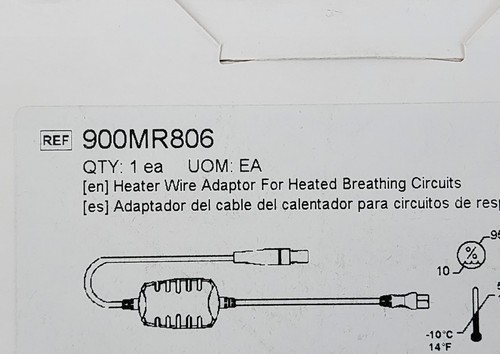 REF 900MR806
QTY: 1 ea UOM: EA
[en] Heater Wire Adaptor For Heated Breathing Circuits
[es] Adaptador del cable del calentador para circuitos de
%
10
-10°C
14°F